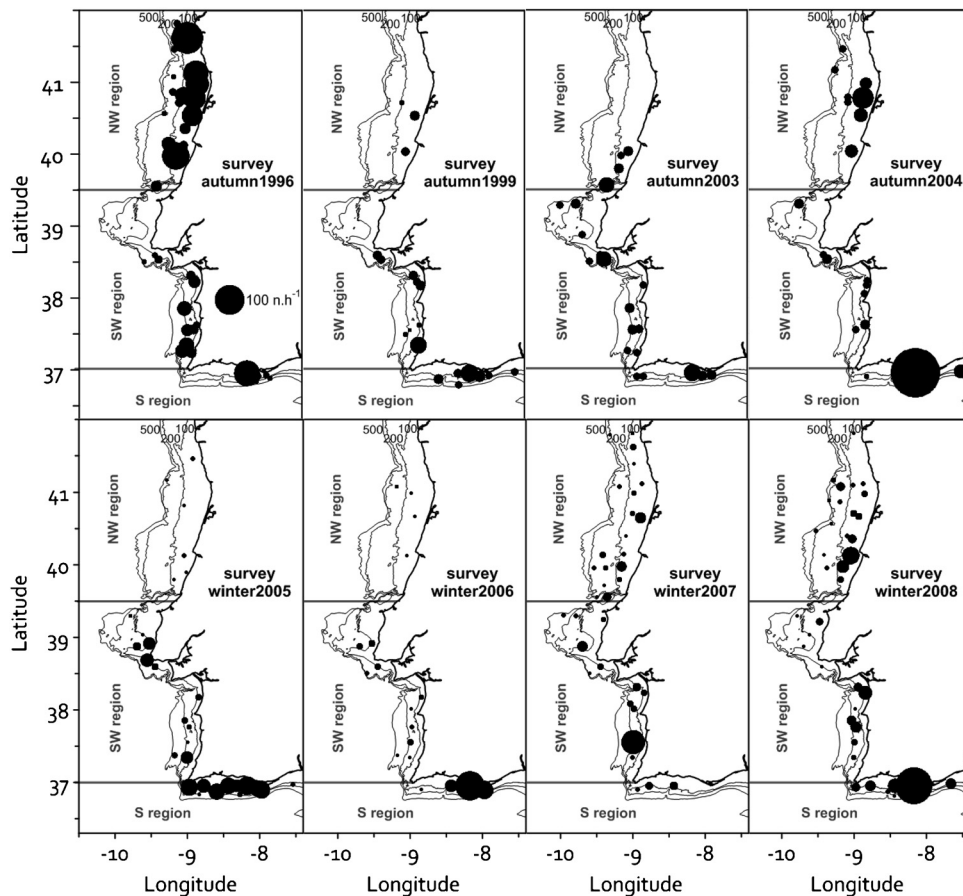 500 200 100
NW region
survey
autumn1996
SW region
100 n.h-1
S region
500 200 100
NW region
survey
autumn1999
SW region
S region
500 200 100
NW region
survey
autumn2003
SW region
S region
500 200 100
NW region
survey
autumn2004
SW region
S region
Latitude
41
40
39
38
37
500 200 100
NW region
survey
winter2005
SW region
S region
500 200 100
NW region
survey
winter2006
SW region
S region
500 200 100
NW region
survey
winter2007
SW region
S region
500 200 100
NW region
survey
winter2008
SW region
S region
Latitude
41
40
39
38
37
-10 -9 -8
-10 -9 -8
-10 -9 -8
-10 -9 -8
Longitude
Longitude
Longitude
Longitude